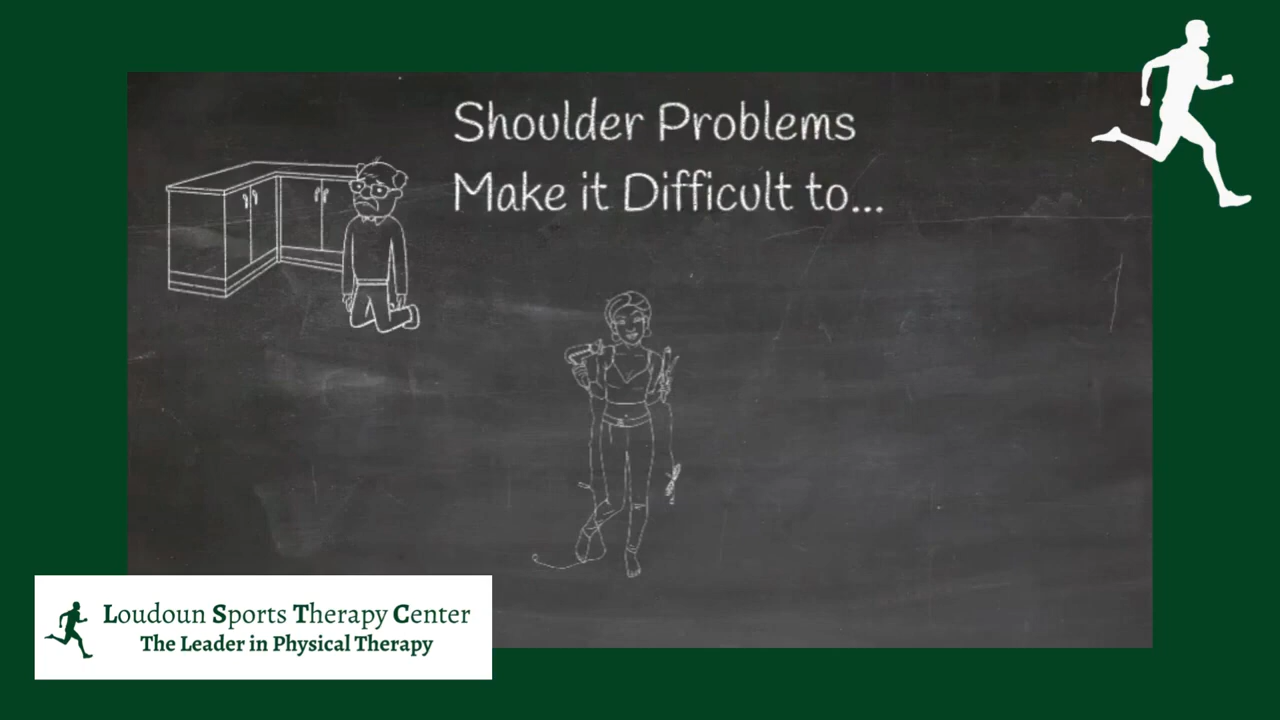 Shoulder Problems
Make it Difficult to...
Loudoun Sports Therapy Center
The Leader in Physical Therapy